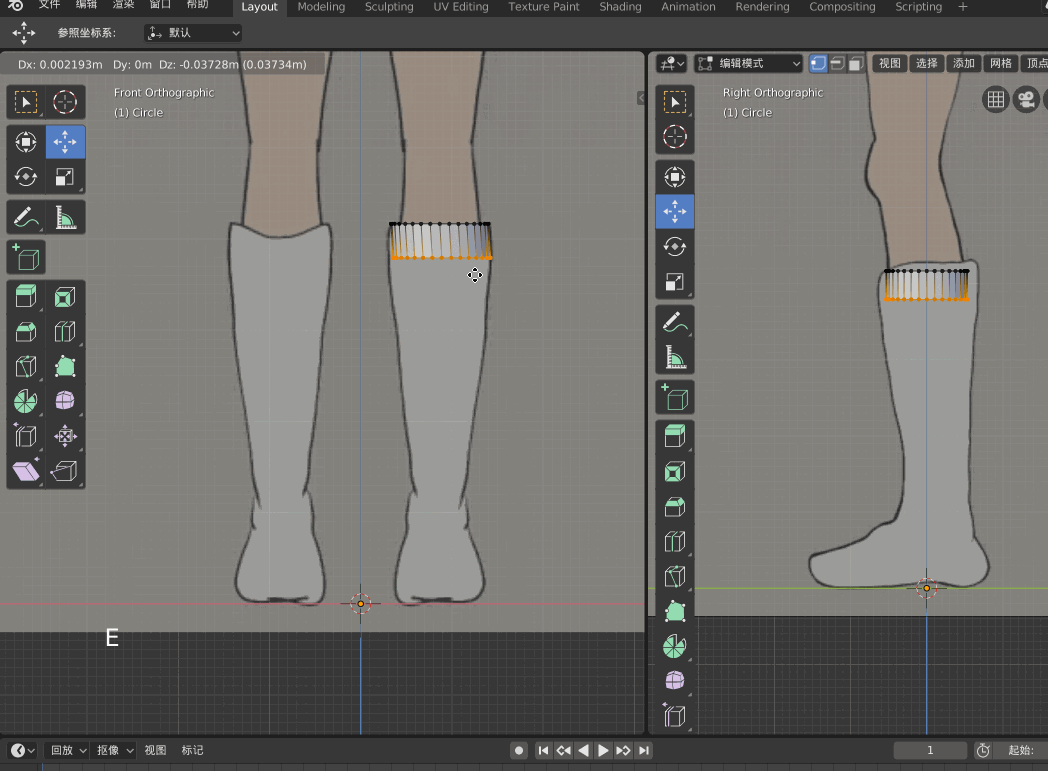 文件 编辑 渲染 窗口 帮助 Layout Modeling Sculpting UV Editing Texture Paint Shading Animation Rendering Compositing Scripting +
参照坐标系: 默认
Dx: 0.002193m Dy: 0m Dz: -0.03728m (0.03734m)
编辑模式 视图 选择 添加 网格 顶点
Front Orthographic
(1) Circle
Right Orthographic
(1) Circle
E
回放 抠像 视图 标记 1 起始: